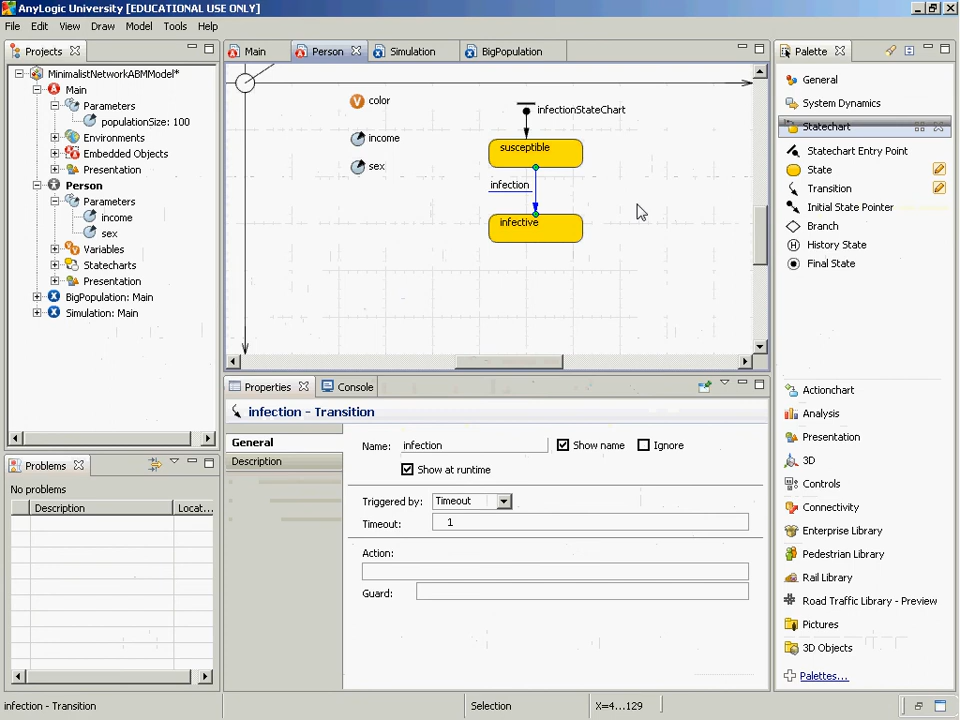 AnyLogic University [EDUCATIONAL USE ONLY]
File Edit View Draw Model Tools Help
Projects
MinimalistNetworkABMModel*
Main
Parameters
populationSize: 100
Environments
Embedded Objects
Presentation
Person
Parameters
income
sex
Variables
Statecharts
Presentation
BigPopulation: Main
Simulation: Main
Problems
No problems
Description Locat...
Main Person Simulation BigPopulation
color
income
sex
infectionStateChart
susceptible
infection
infective
Properties Console
infection - Transition
General
Description
Name: infection Show name Ignore
Show at runtime
Triggered by: Timeout
Timeout: 1
Action:
Guard:
Palette
General
System Dynamics
Statechart
Statechart Entry Point
State
Transition
Initial State Pointer
Branch
History State
Final State
Actionchart
Analysis
Presentation
3D
Controls
Connectivity
Enterprise Library
Pedestrian Library
Rail Library
Road Traffic Library - Preview
Pictures
3D Objects
Palettes...
infection - Transition Selection X=4...129